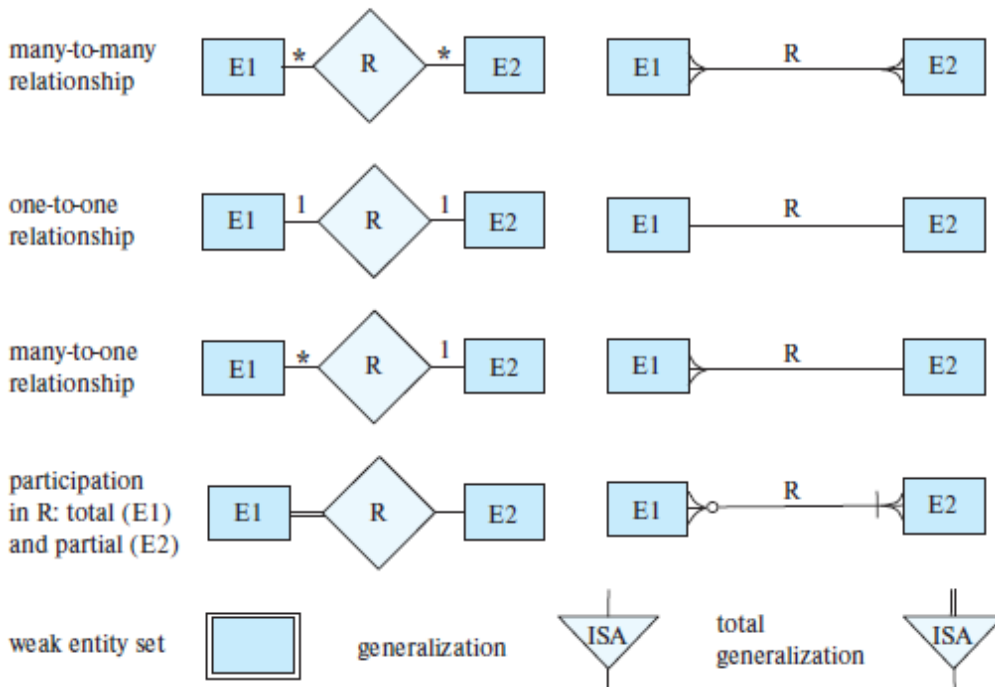 many-to-many
relationship
E1 * R * E2
E1 R E2
one-to-one
relationship
E1 1 R 1 E2
E1 R E2
many-to-one
relationship
E1 * R 1 E2
E1 R E2
participation
in R: total (E1)
and partial (E2)
E1 R E2
E1 R E2
weak entity set
generalization
ISA
total
generalization
ISA